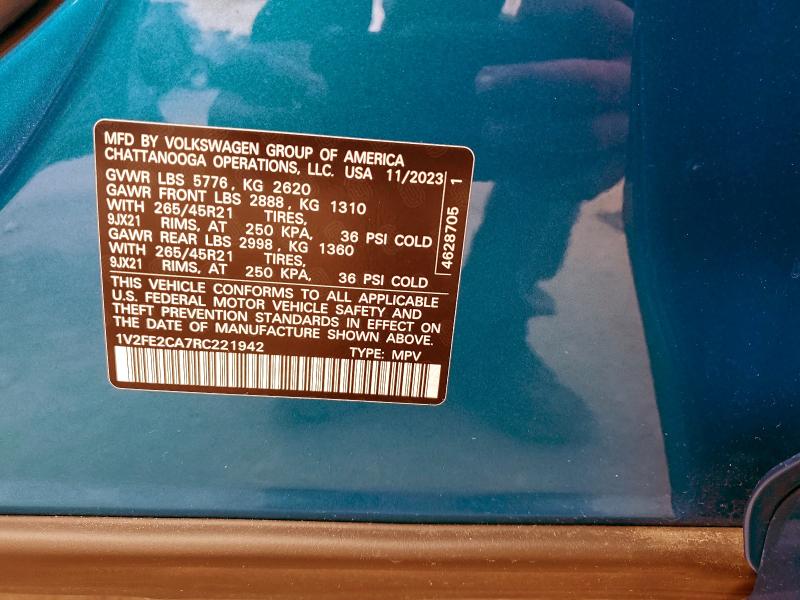 MFD BY VOLKSWAGEN GROUP OF AMERICA
CHATTANOOGA OPERATIONS, LLC. USA 11/2023
GVWR LBS 5776, KG 2620
GAWR FRONT LBS 2888, KG 1310
WITH 265/45R21 TIRES,
9JX21 RIMS, AT 250 KPA, 36 PSI COLD
GAWR REAR LBS 2998, KG 1360
WITH 265/45R21 TIRES,
9JX21 RIMS, AT 250 KPA, 36 PSI COLD
4628705 1
THIS VEHICLE CONFORMS TO ALL APPLICABLE
U.S. FEDERAL MOTOR VEHICLE SAFETY AND
THEFT PREVENTION STANDARDS IN EFFECT ON
THE DATE OF MANUFACTURE SHOWN ABOVE.
1V2FE2CA7RC221942 TYPE: MPV